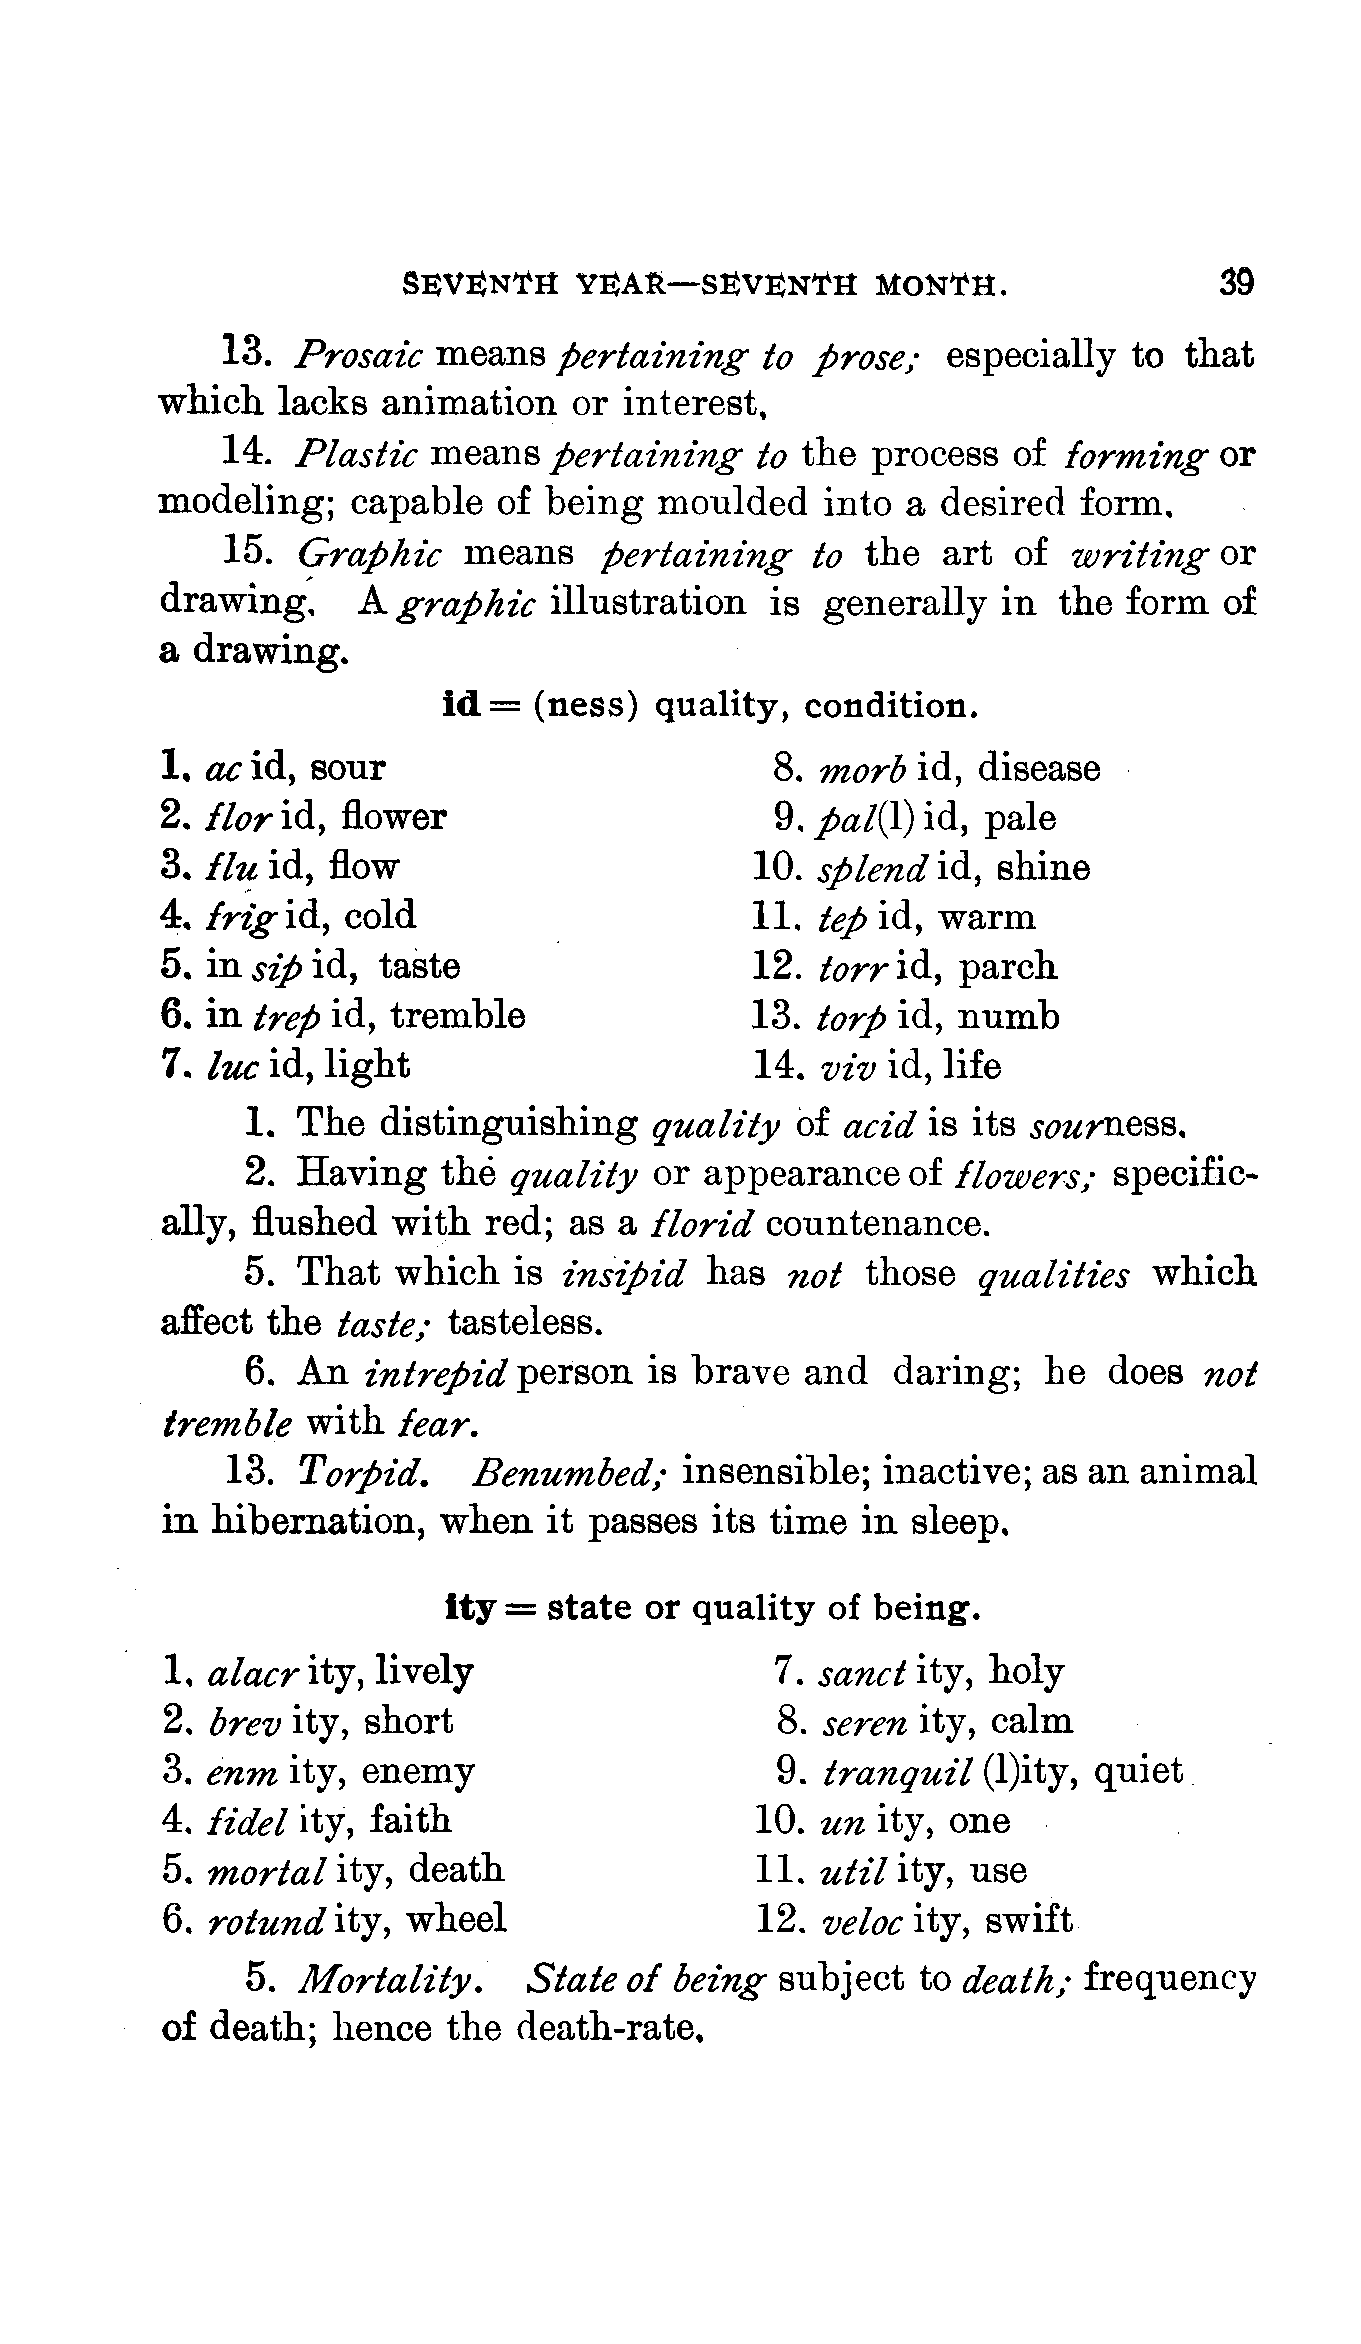 SEVENTH YEAR—SEVENTH MONTH. 39
13. Prosaic means pertaining to prose; especially to that
which lacks animation or interest.
14. Plastic means pertaining to the process of forming or
modeling; capable of being moulded into a desired form.
15. Graphic means pertaining to the art of writing or
drawing. A graphic illustration is generally in the form of
a drawing.
id = (ness) quality, condition.
1. ac id, sour
2. flor id, flower
3. flu id, flow
4. frig id, cold
5. in sip id, taste
6. in trep id, tremble
7. luc id, light
8. morb id, disease
9. pal(l) id, pale
10. splend id, shine
11. tep id, warm
12. torr id, parch
13. torp id, numb
14. viv id, life
1. The distinguishing quality of acid is its sourness.
2. Having the quality or appearance of flowers; specific-
ally, flushed with red; as a florid countenance.
5. That which is insipid has not those qualities which
affect the taste; tasteless.
6. An intrepid person is brave and daring; he does not
tremble with fear.
13. Torpid. Benumbed; insensible; inactive; as an animal
in hibernation, when it passes its time in sleep.
ity = state or quality of being.
1. alacr ity, lively
2. brev ity, short
3. enm ity, enemy
4. fidel ity, faith
5. mortal ity, death
6. rotund ity, wheel
7. sanct ity, holy
8. seren ity, calm
9. tranquil (l)ity, quiet
10. un ity, one
11. util ity, use
12. veloc ity, swift
5. Mortality. State of being subject to death; frequency
of death; hence the death-rate.